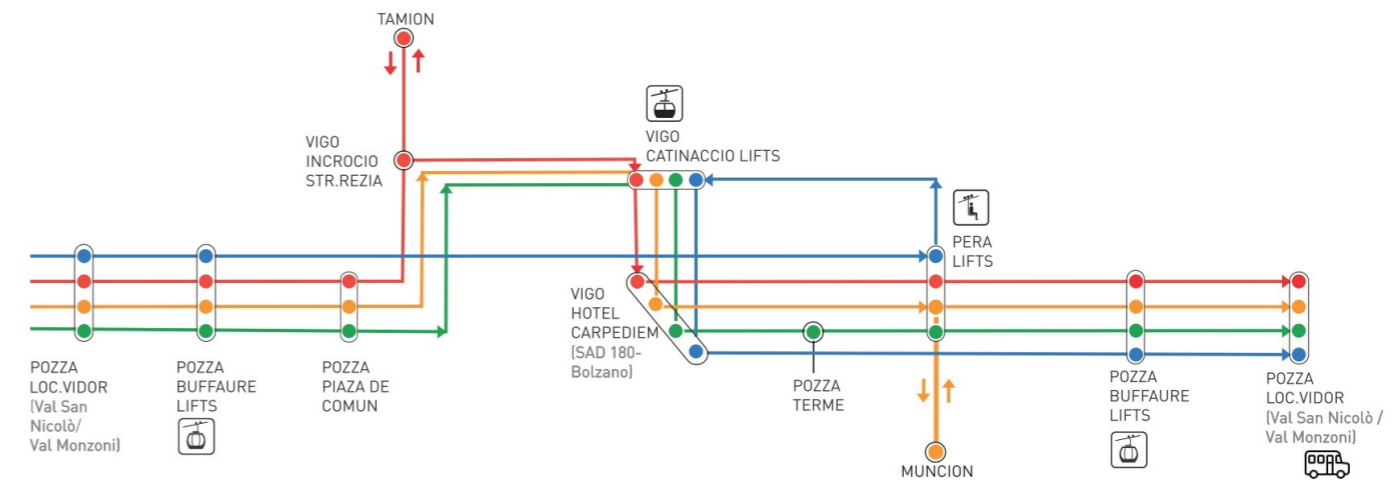 TAMION
VIGO
INCROCIO
STR.REZIA
VIGO
CATINACCIO LIFTS
PERA
LIFTS
VIGO
HOTEL
CARPEDIEM
(SAD 180-
Bolzano)
POZZA
LOC.VIDOR
(Val San
Nicolò/
Val Monzoni)
POZZA
BUFFAURE
LIFTS
POZZA
PIAZA DE
COMUN
POZZA
TERME
MUNCION
POZZA
BUFFAURE
LIFTS
POZZA
LOC.VIDOR
(Val San Nicolò /
Val Monzoni)